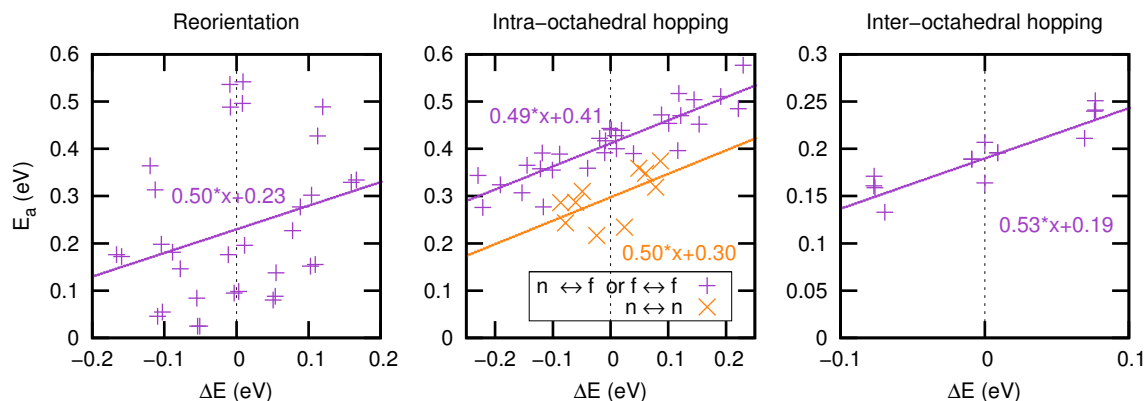 Reorientation
Intra−octahedral hopping
Inter−octahedral hopping
E_a (eV)
0.6
0.5
0.4
0.3
0.2
0.1
0
0.50*x+0.23
−0.2 −0.1 0 0.1 0.2
ΔE (eV)
0.6
0.5
0.4
0.3
0.2
0.1
0
0.49*x+0.41
0.50*x+0.30
n ↔ f or f ↔ f
n ↔ n
−0.2 −0.1 0 0.1 0.2
ΔE (eV)
0.3
0.25
0.2
0.15
0.1
0.05
0
0.53*x+0.19
−0.1 0 0.1
ΔE (eV)